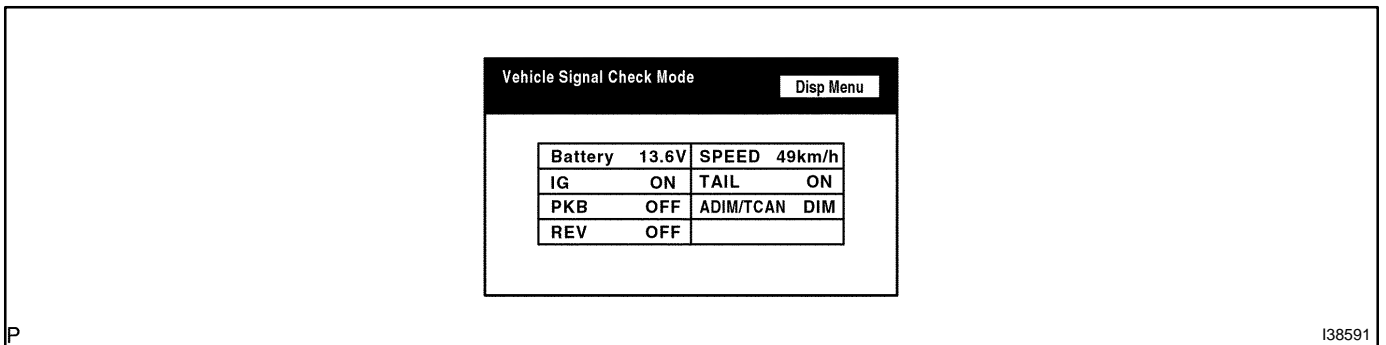 Vehicle Signal Check Mode
Disp Menu
Battery 13.6V SPEED 49km/h
IG ON TAIL ON
PKB OFF ADIM/TCAN DIM
REV OFF
P
I38591